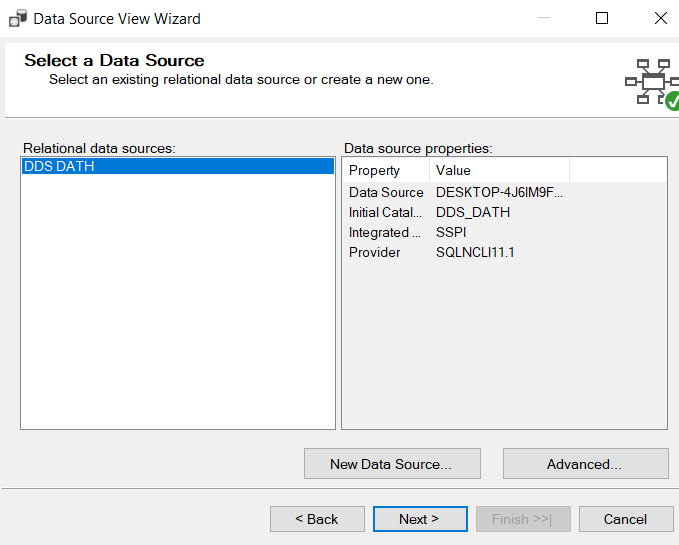 Data Source View Wizard
Select a Data Source
Select an existing relational data source or create a new one.
Relational data sources:
DDS DATH
Data source properties:
Property Value
Data Source DESKTOP-4J6IM9F...
Initial Catal... DDS_DATH
Integrated ... SSPI
Provider SQLNCLI11.1
New Data Source...
Advanced...
< Back
Next >
Finish >>|
Cancel